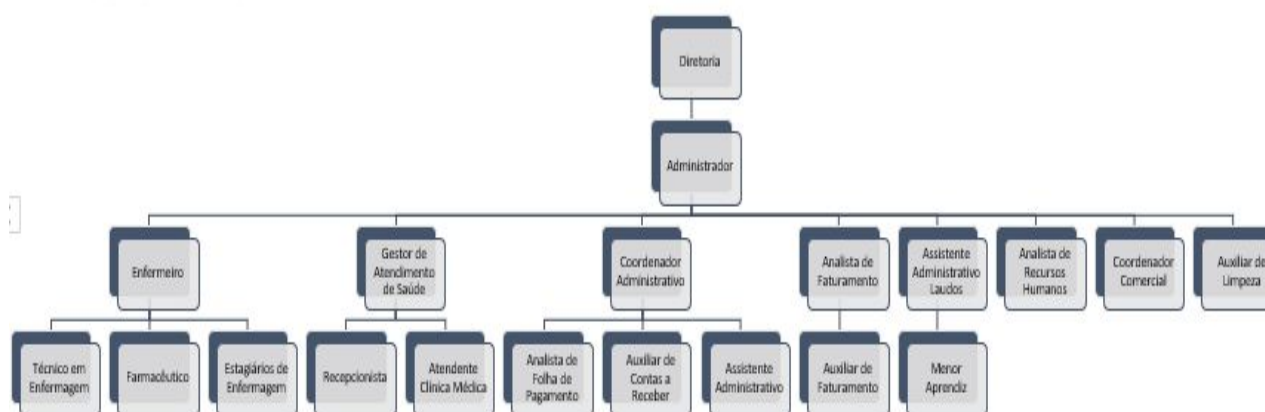 Diretoria
Administrador
Enfermeiro
Gestor de
Atendimento
de Saúde
Coordenador
Administrativo
Analista de
Faturamento
Assistente
Administrativo
Laudos
Analista de
Recursos
Humanos
Coordenador
Comercial
Auxiliar de
Limpeza
Técnico em
Enfermagem
Farmacêutico
Estagiários de
Enfermagem
Recepcionista
Atendente
Clínica Médica
Analista de
Folha de
Pagamento
Auxiliar de
Contas a
Receber
Assistente
Administrativo
Auxiliar de
Faturamento
Menor
Aprendiz